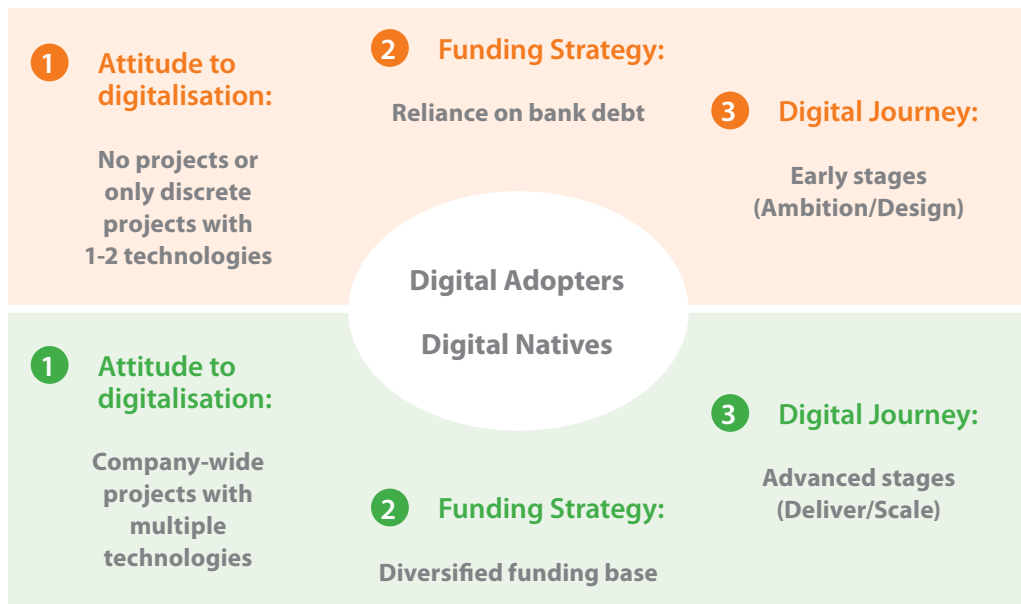 1
Attitude to
digitalisation:
No projects or
only discrete
projects with
1-2 technologies
2
Funding Strategy:
Reliance on bank debt
3
Digital Journey:
Early stages
(Ambition/Design)
Digital Adopters
Digital Natives
1
Attitude to
digitalisation:
Company-wide
projects with
multiple
technologies
2
Funding Strategy:
Diversified funding base
3
Digital Journey:
Advanced stages
(Deliver/Scale)